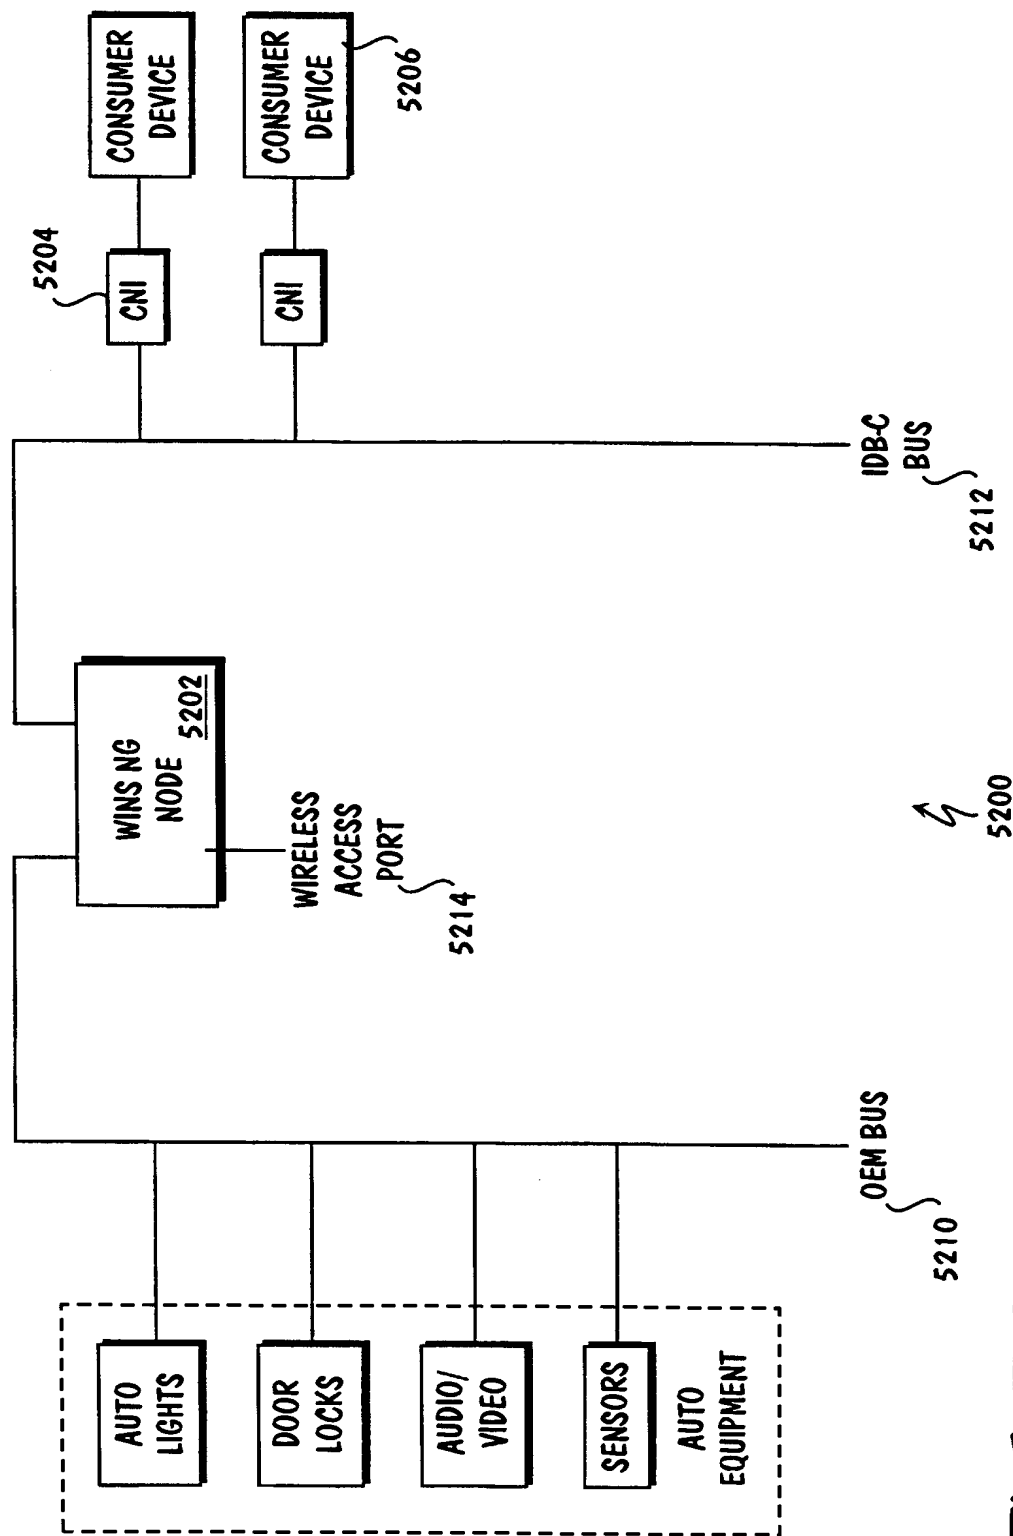 AUTO
LIGHTS
DOOR
LOCKS
AUDIO/
VIDEO
SENSORS
AUTO
EQUIPMENT
OEM BUS
5210
WINS NG
NODE
5202
WIRELESS
ACCESS
PORT
5214
5200
CNI
5204
CNI
CONSUMER
DEVICE
CONSUMER
DEVICE
5206
IDB-C
BUS
5212